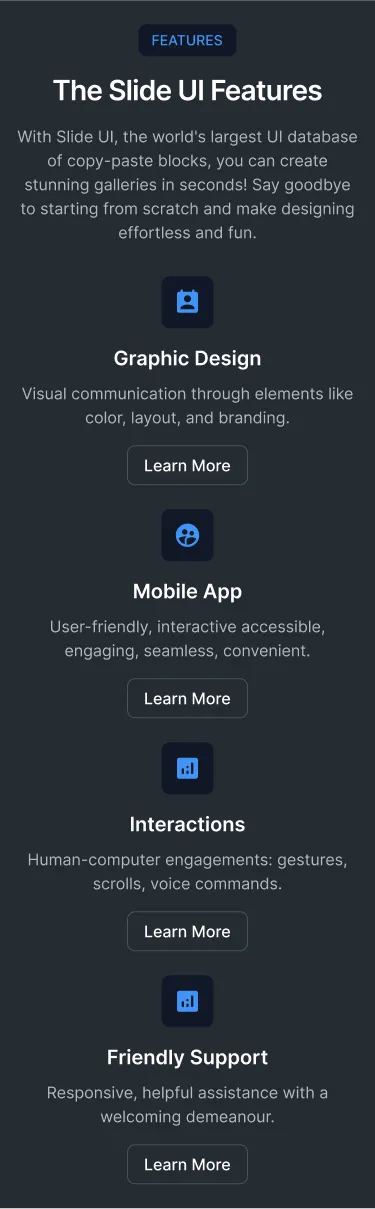 FEATURES
The Slide UI Features
With Slide UI, the world's largest UI database
of copy-paste blocks, you can create
stunning galleries in seconds! Say goodbye
to starting from scratch and make designing
effortless and fun.
Graphic Design
Visual communication through elements like
color, layout, and branding.
Learn More
Mobile App
User-friendly, interactive accessible,
engaging, seamless, convenient.
Learn More
Interactions
Human-computer engagements: gestures,
scrolls, voice commands.
Learn More
Friendly Support
Responsive, helpful assistance with a
welcoming demeanour.
Learn More